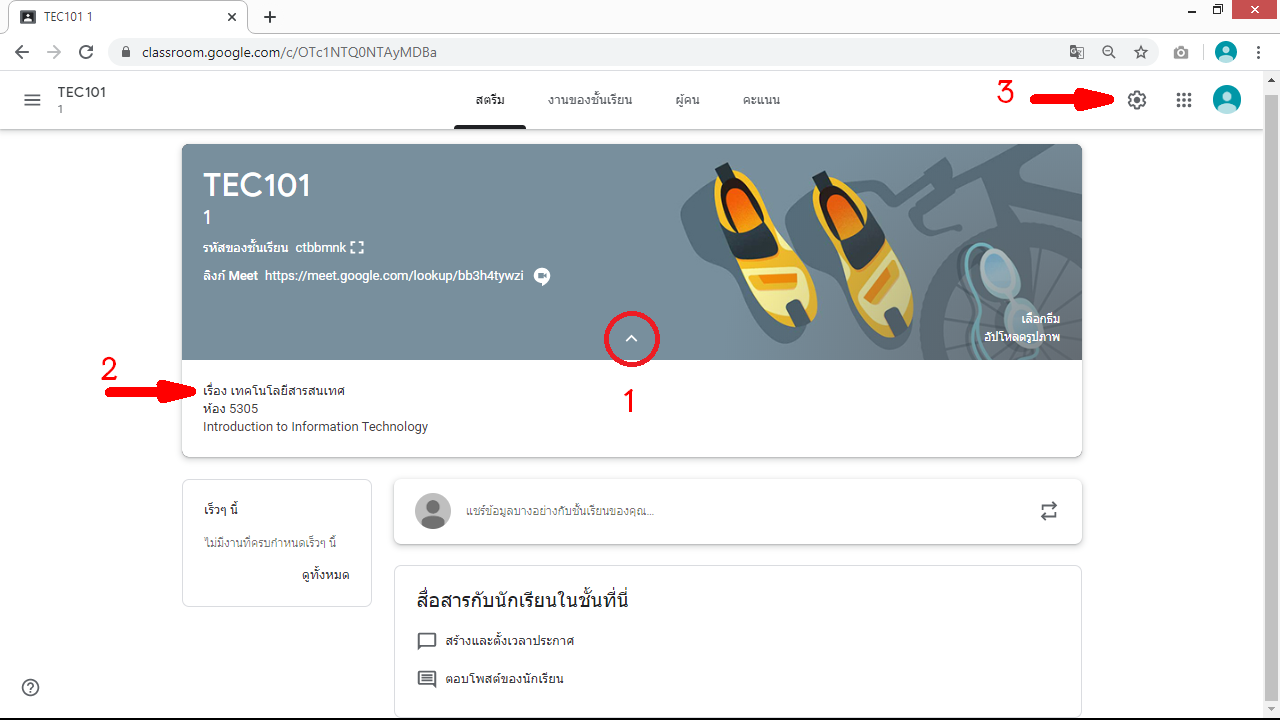 TEC101 1
classroom.google.com/c/OTc1NTQ0NTAyMDBa
TEC101
1
สตรีม
งานของชั้นเรียน
ผู้คน
คะแนน
3
TEC101
1
รหัสของชั้นเรียน ctbbmnk
ลิงก์ Meet https://meet.google.com/lookup/bb3h4tywzi
เลือกธีม
อัปโหลดรูปภาพ
1
2
เรื่อง เทคโนโลยีสารสนเทศ
ห้อง 5305
Introduction to Information Technology
เร็วๆ นี้
ไม่มีงานที่ครบกำหนดเร็วๆ นี้
ดูทั้งหมด
แชร์ข้อมูลบางอย่างกับชั้นเรียนของคุณ...
สื่อสารกับนักเรียนในชั้นที่นี่
สร้างและตั้งเวลาประกาศ
ตอบโพสต์ของนักเรียน